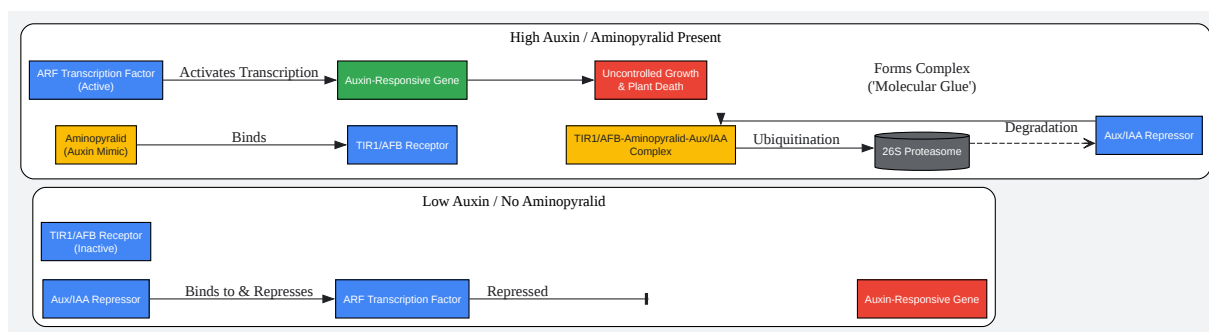 High Auxin / Aminopyralid Present
ARF Transcription Factor
(Active)
Activates Transcription
Auxin-Responsive Gene
Uncontrolled Growth
& Plant Death
Forms Complex
('Molecular Glue')
Aminopyralid
(Auxin Mimic)
Binds
TIR1/AFB Receptor
TIR1/AFB-Aminopyralid-Aux/IAA
Complex
Ubiquitination
26S Proteasome
Degradation
Aux/IAA Repressor
Low Auxin / No Aminopyralid
TIR1/AFB Receptor
(Inactive)
Aux/IAA Repressor
Binds to & Represses
ARF Transcription Factor
Repressed
Auxin-Responsive Gene